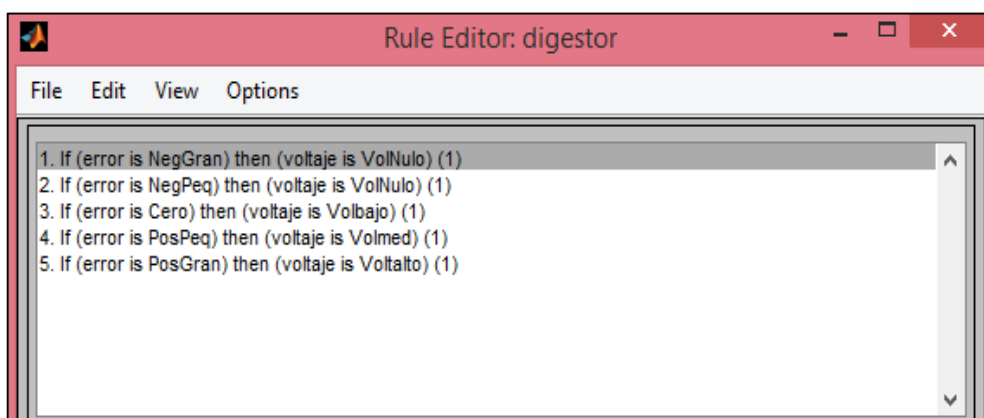 Rule Editor: digestor
File Edit View Options
1. If (error is NegGran) then (voltaje is VolNulo) (1)
2. If (error is NegPeq) then (voltaje is VolNulo) (1)
3. If (error is Cero) then (voltaje is Volbajo) (1)
4. If (error is PosPeq) then (voltaje is Volmed) (1)
5. If (error is PosGran) then (voltaje is Voltalto) (1)